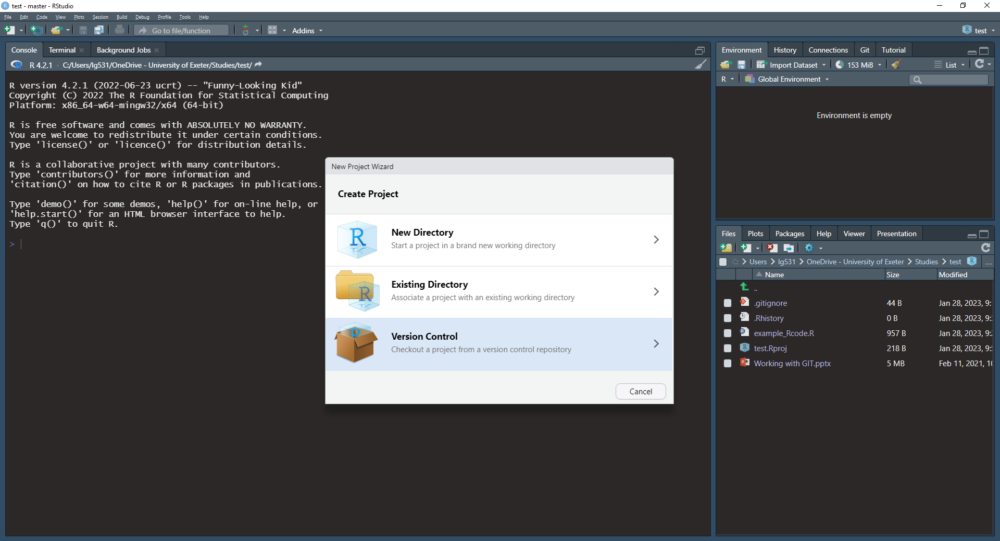 test - master - RStudio
File Edit Code View Plots Session Build Debug Profile Tools Help
Go to file/function Addins test
Console Terminal Background Jobs
R 4.2.1 · C:/Users/lg531/OneDrive - University of Exeter/Studies/test/
R version 4.2.1 (2022-06-23 ucrt) -- "Funny-Looking Kid"
Copyright (C) 2022 The R Foundation for Statistical Computing
Platform: x86_64-w64-mingw32/x64 (64-bit)
R is free software and comes with ABSOLUTELY NO WARRANTY.
You are welcome to redistribute it under certain conditions.
Type 'license()' or 'licence()' for distribution details.
R is a collaborative project with many contributors.
Type 'contributors()' for more information and
'citation()' on how to cite R or R packages in publications.
Type 'demo()' for some demos, 'help()' for on-line help, or
'help.start()' for an HTML browser interface to help.
Type 'q()' to quit R.
>
New Project Wizard
Create Project
New Directory
Start a project in a brand new working directory
Existing Directory
Associate a project with an existing working directory
Version Control
Checkout a project from a version control repository
Cancel
Environment History Connections Git Tutorial
Import Dataset 153 MiB List
R Global Environment
Environment is empty
Files Plots Packages Help Viewer Presentation
C: > Users > lg531 > OneDrive - University of Exeter > Studies > test ...
Name Size Modified
..
.gitignore 44 B Jan 28, 2023, 9:
.Rhistory 0 B Jan 28, 2023, 9:
example_Rcode.R 957 B Jan 28, 2023, 9:
test.Rproj 218 B Jan 28, 2023, 9:
Working with GIT.pptx 5 MB Feb 11, 2021, 1